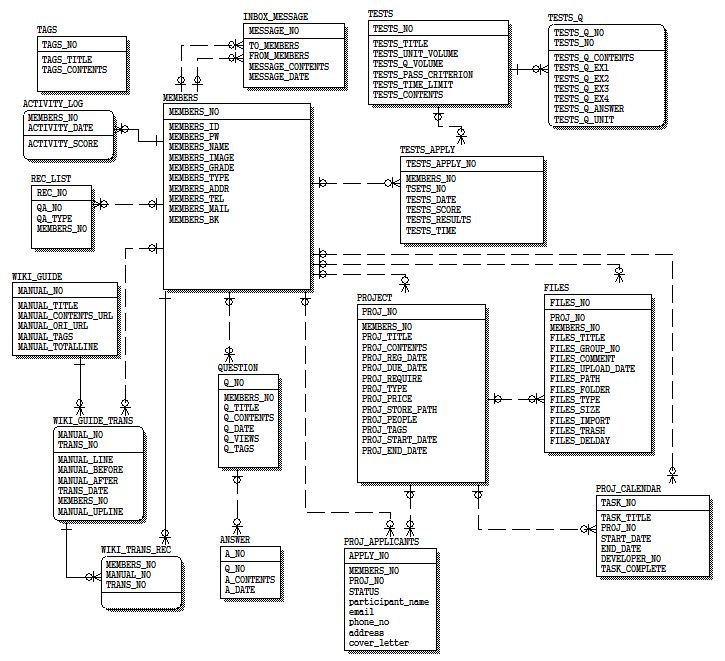 TAGS
TAGS_NO
TAGS_TITLE
TAGS_CONTENTS
INBOX_MESSAGE
MESSAGE_NO
TO_MEMBERS
FROM_MEMBERS
MESSAGE_CONTENTS
MESSAGE_DATE
TESTS
TESTS_NO
TESTS_TITLE
TESTS_UNIT_VOLUME
TESTS_Q_VOLUME
TESTS_PASS_CRITERION
TESTS_TIME_LIMIT
TESTS_CONTENTS
TESTS_Q
TESTS_Q_NO
TESTS_NO
TESTS_Q_CONTENTS
TESTS_Q_EX1
TESTS_Q_EX2
TESTS_Q_EX3
TESTS_Q_EX4
TESTS_Q_ANSWER
TESTS_Q_UNIT
ACTIVITY_LOG
MEMBERS_NO
ACTIVITY_DATE
ACTIVITY_SCORE
MEMBERS
MEMBERS_NO
MEMBERS_ID
MEMBERS_PW
MEMBERS_NAME
MEMBERS_IMAGE
MEMBERS_GRADE
MEMBERS_TYPE
MEMBERS_ADDR
MEMBERS_TEL
MEMBERS_MAIL
MEMBERS_BK
TESTS_APPLY
TESTS_APPLY_NO
MEMBERS_NO
TSETS_NO
TESTS_DATE
TESTS_SCORE
TESTS_RESULTS
TESTS_TIME
REC_LIST
REC_NO
QA_NO
QA_TYPE
MEMBERS_NO
WIKI_GUIDE
MANUAL_NO
MANUAL_TITLE
MANUAL_CONTENTS_URL
MANUAL_ORI_URL
MANUAL_TAGS
MANUAL_TOTALLINE
PROJECT
PROJ_NO
MEMBERS_NO
PROJ_TITLE
PROJ_CONTENTS
PROJ_REG_DATE
PROJ_DUE_DATE
PROJ_REQUIRE
PROJ_TYPE
PROJ_PRICE
PROJ_STORE_PATH
PROJ_PEOPLE
PROJ_TAGS
PROJ_START_DATE
PROJ_END_DATE
FILES
FILES_NO
PROJ_NO
MEMBERS_NO
FILES_TITLE
FILES_GROUP_NO
FILES_COMMENT
FILES_UPLOAD_DATE
FILES_PATH
FILES_FOLDER
FILES_TYPE
FILES_SIZE
FILES_IMPORT
FILES_TRASH
FILES_DELDAY
QUESTION
Q_NO
MEMBERS_NO
Q_TITLE
Q_CONTENTS
Q_DATE
Q_VIEWS
Q_TAGS
WIKI_GUIDE_TRANS
MANUAL_NO
TRANS_NO
MANUAL_LINE
MANUAL_BEFORE
MANUAL_AFTER
TRANS_DATE
MEMBERS_NO
MANUAL_UPLINE
PROJ_CALENDAR
TASK_NO
TASK_TITLE
PROJ_NO
START_DATE
END_DATE
DEVELOPER_NO
TASK_COMPLETE
WIKI_TRANS_REC
MEMBERS_NO
MANUAL_NO
TRANS_NO
ANSWER
A_NO
Q_NO
A_CONTENTS
A_DATE
PROJ_APPLICANTS
APPLY_NO
MEMBERS_NO
PROJ_NO
STATUS
participant_name
email
phone_no
address
cover_letter